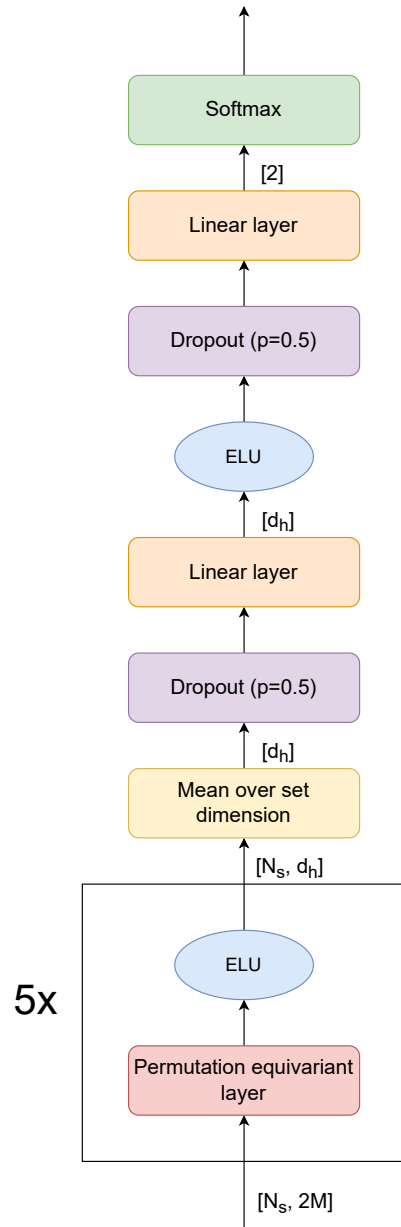 Softmax
[2]
Linear layer
Dropout (p=0.5)
ELU
[dₕ]
Linear layer
Dropout (p=0.5)
[dₕ]
Mean over set
dimension
[Nₛ, dₕ]
5x
ELU
Permutation equivariant
layer
[Nₛ, 2M]